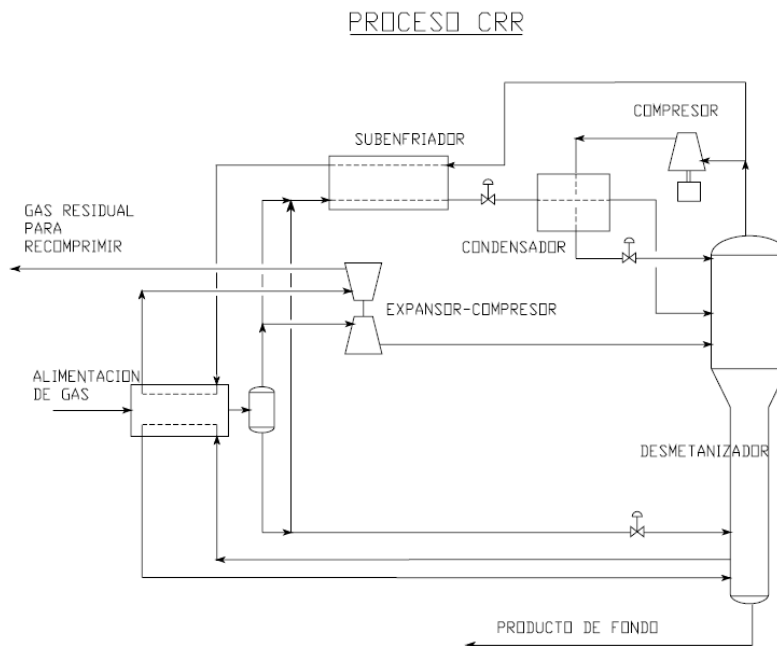 PROCESO CRR
COMPRESOR
SUBENFRIADOR
GAS RESIDUAL
PARA
RECOMPRIMIR
CONDENSADOR
EXPANSOR-COMPRESOR
ALIMENTACION
DE GAS
DESMETANIZADOR
PRODUCTO DE FONDO